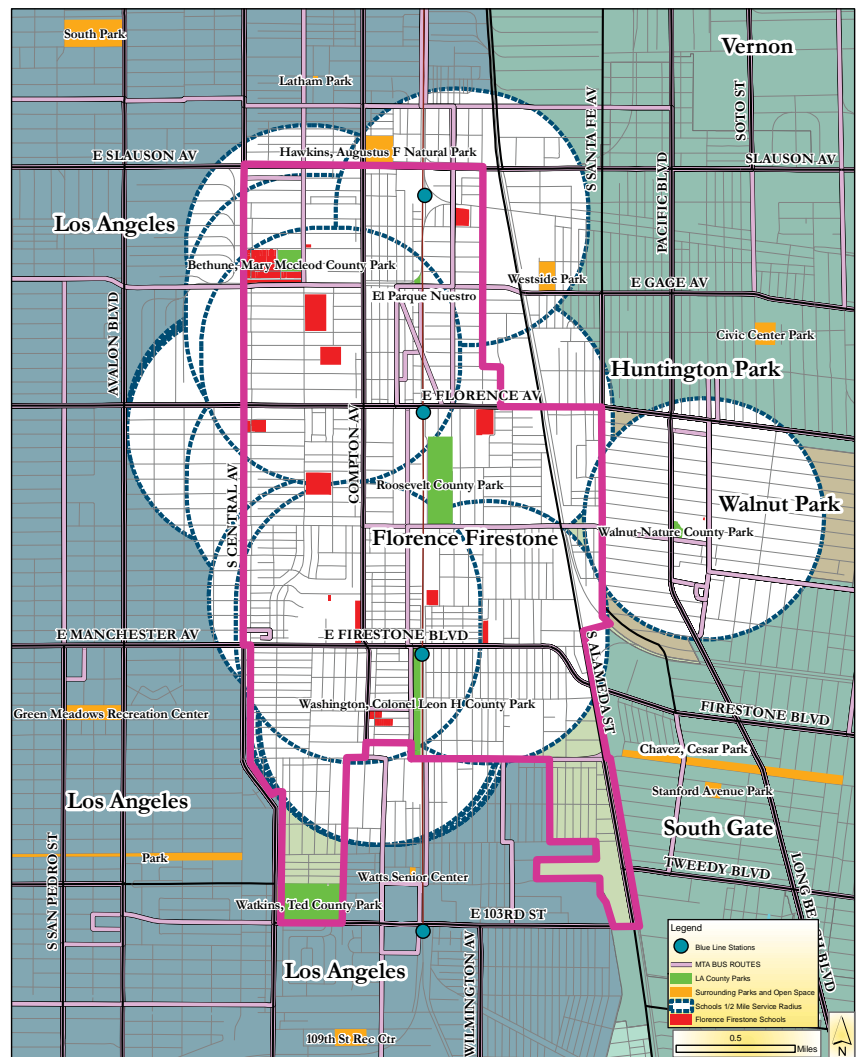 South Park
Vernon
Latham Park
SOTO ST
S SANTA FE AV
E SLAUSON AV
Hawkins, Augustus F Natural Park
SLAUSON AV
PACIFIC BLVD
Los Angeles
Bethune, Mary Mcleod County Park
Westside Park
E GAGE AV
El Parque Nuestro
AVALON BLVD
Civic Center Park
Huntington Park
E FLORENCE AV
COMPTON AV
S CENTRAL AV
Roosevelt County Park
Walnut Park
Florence Firestone
Walnut Nature County Park
E MANCHESTER AV
E FIRESTONE BLVD
S ALAMEDA ST
Washington, Colonel Leon H County Park
Green Meadows Recreation Center
FIRESTONE BLVD
Chavez, Cesar Park
Stanford Avenue Park
Los Angeles
South Gate
S SAN PEDRO ST
Park
TWEEDY BLVD
Watts Senior Center
LONG BEACH BLVD
Watkins, Ted County Park
E 103RD ST
WILMINGTON AV
Los Angeles
109th St Rec Ctr
Legend
Blue Line Stations
MTA BUS ROUTES
LA County Parks
Surrounding Parks and Open Space
Schools 1/2 Mile Service Radius
Florence Firestone Schools
0.5
Miles
N